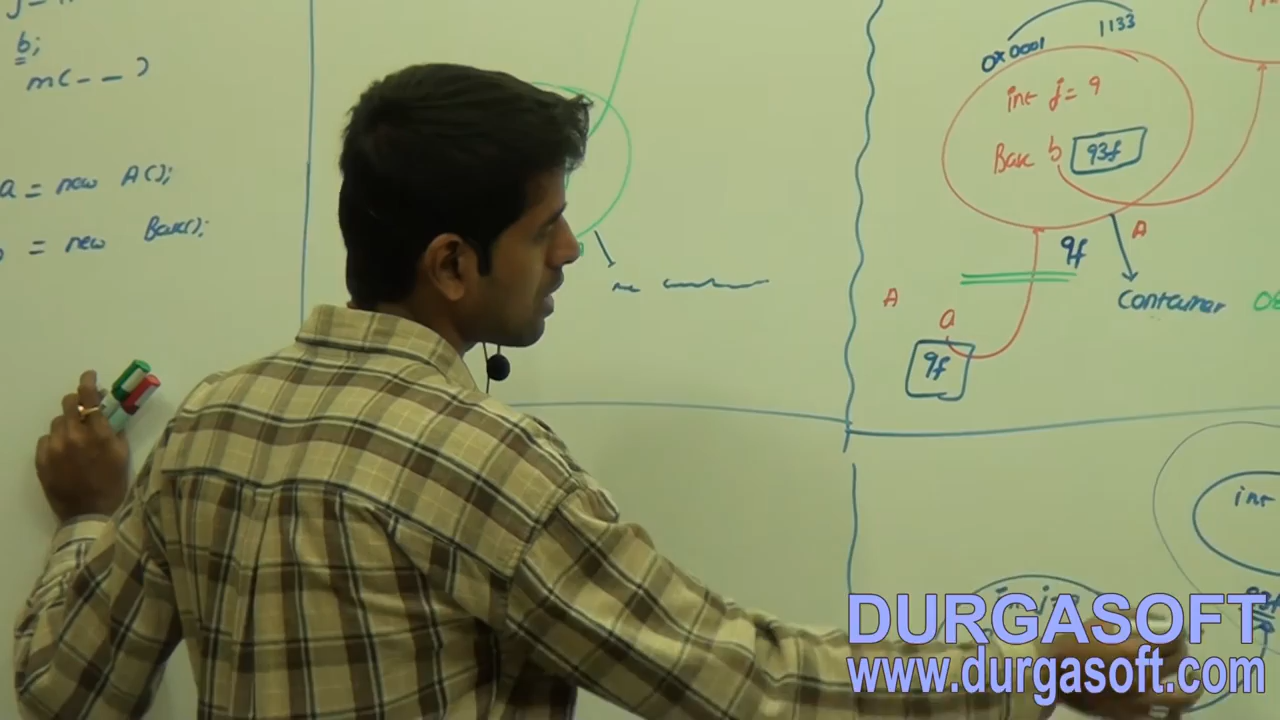 b;
m(- -)
a = new A();
= new Base();
0x0001
1133
int j = 9
Base b 93f
A
9f
Container
A
a
9f
int
DURGASOFT
www.durgasoft.com